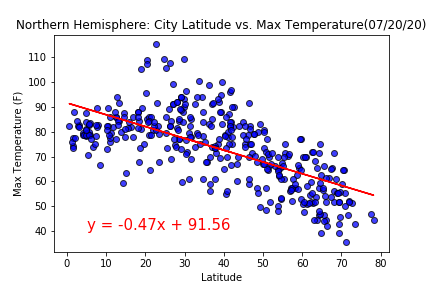 Northern Hemisphere: City Latitude vs. Max Temperature(07/20/20)
Max Temperature (F)
110
100
90
80
70
60
50
40
y = -0.47x + 91.56
0 10 20 30 40 50 60 70 80
Latitude